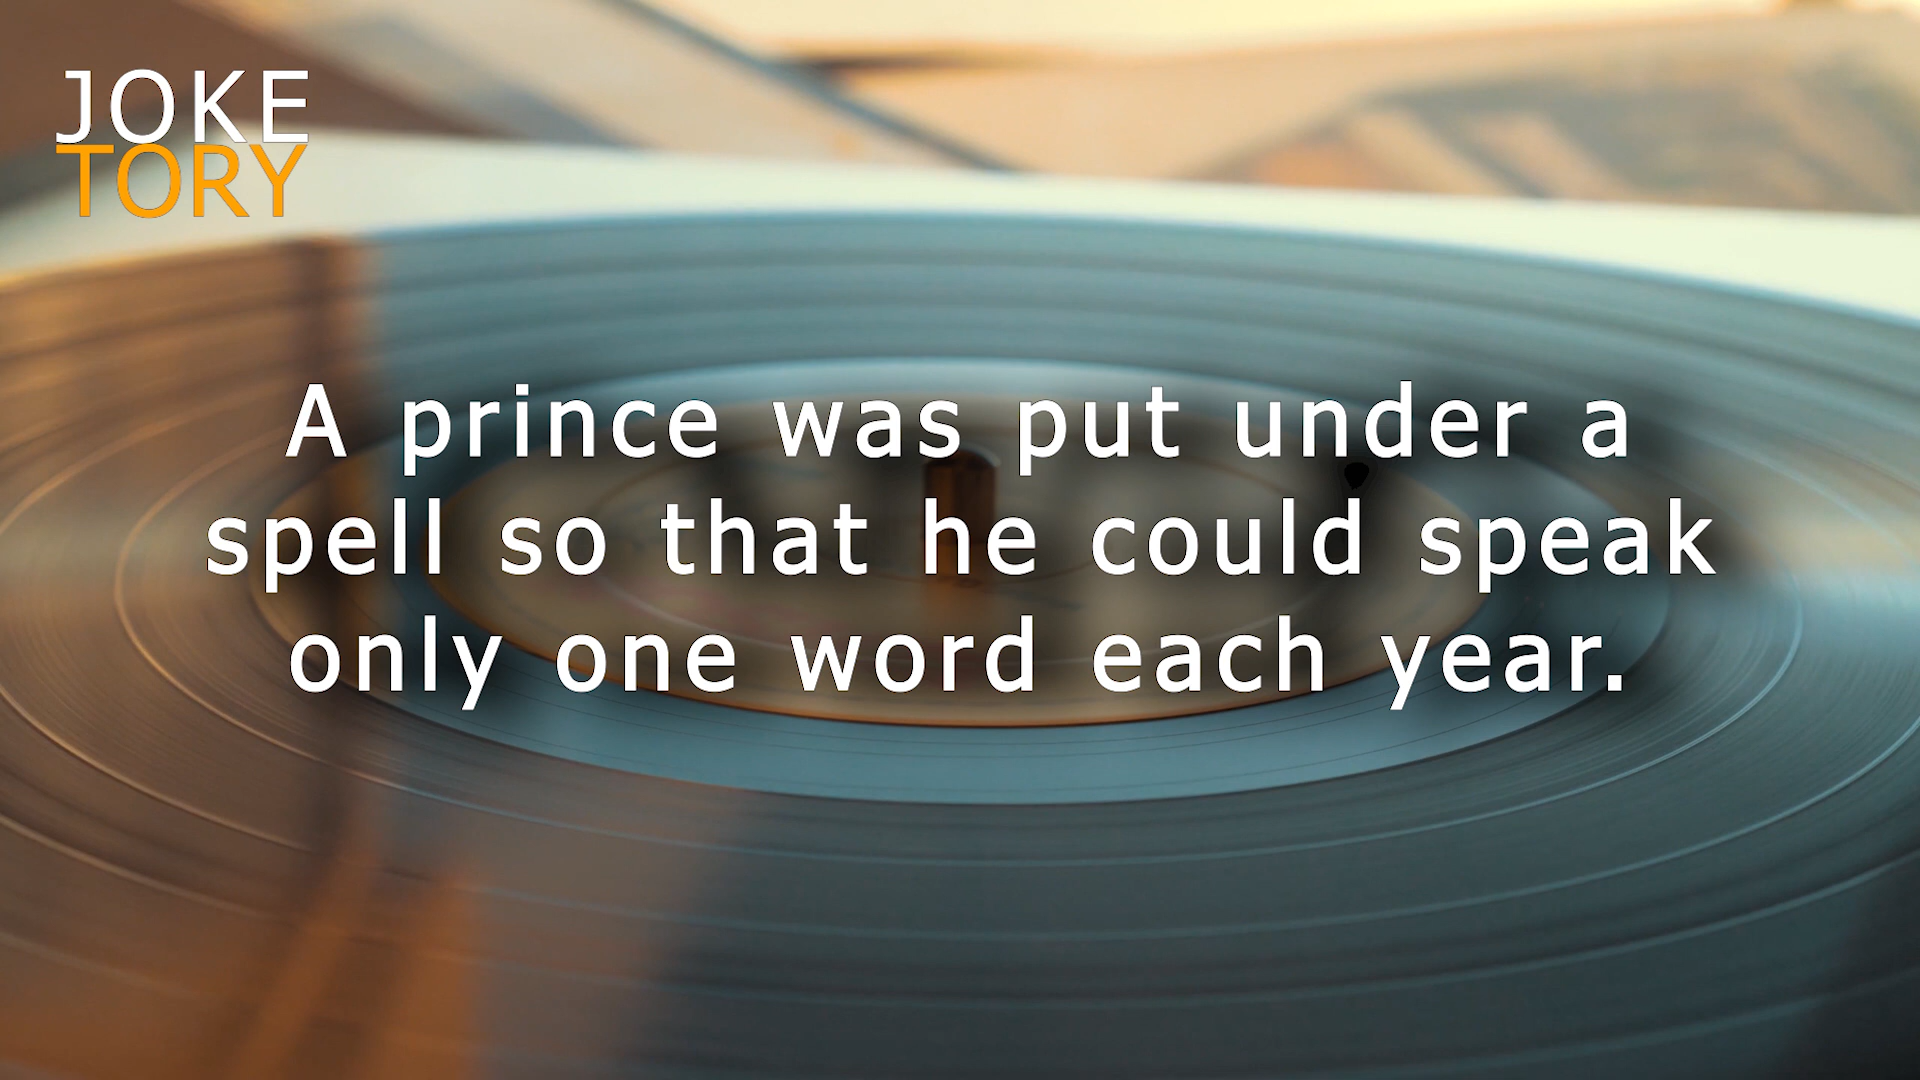 JOKE
TORY
A prince was put under a
spell so that he could speak
only one word each year.